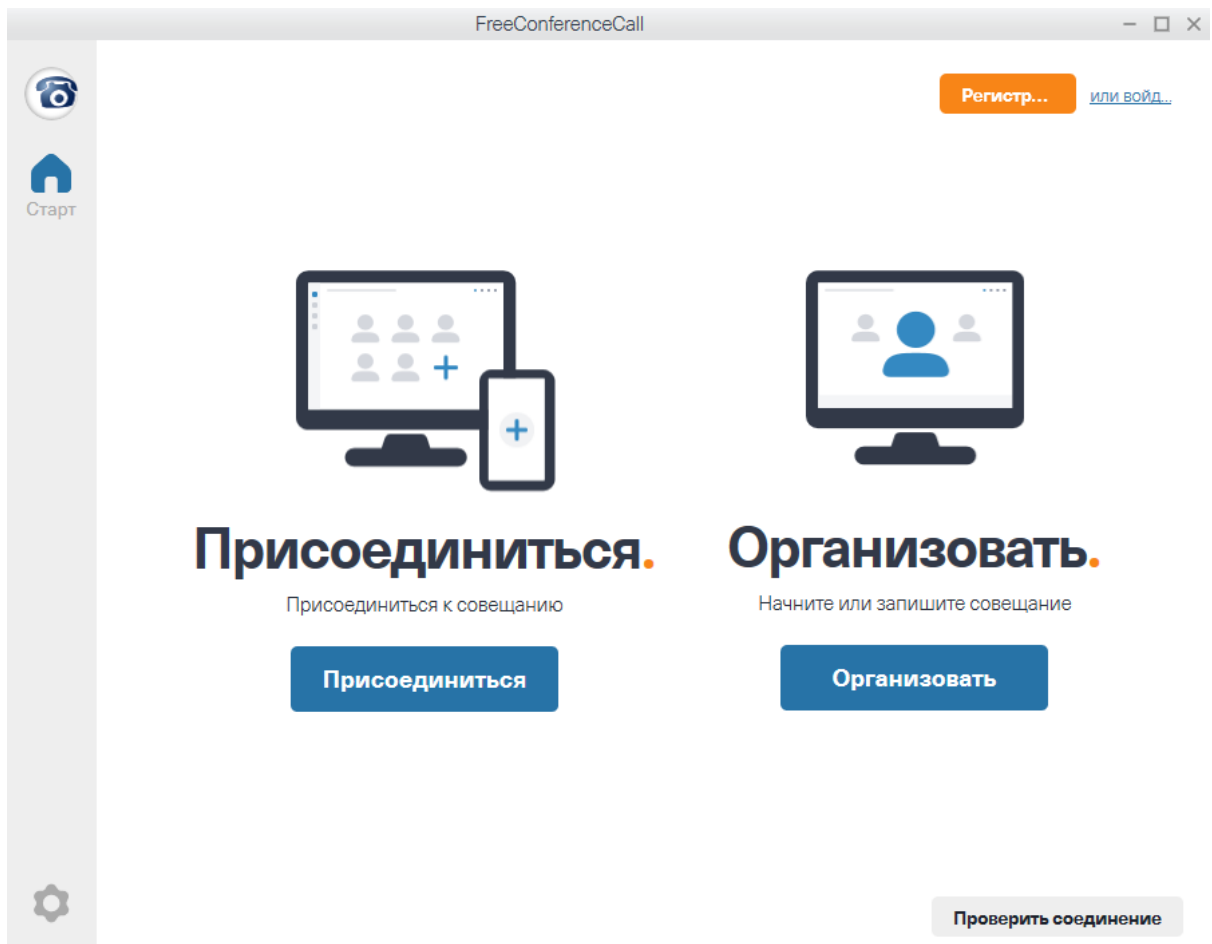 FreeConferenceCall
Регистр... или войд...
Старт
Присоединиться. Организовать.
Присоединиться к совещанию Начните или запишите совещание
Присоединиться Организовать
Проверить соединение